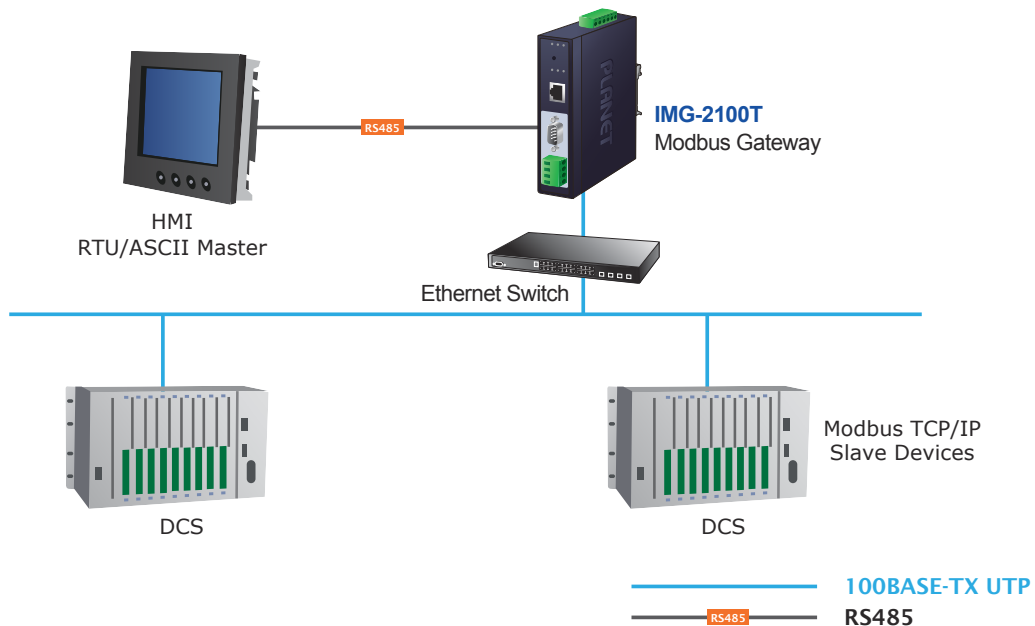 PLANET
RS485
IMG-2100T
Modbus Gateway
HMI
RTU/ASCII Master
Ethernet Switch
Modbus TCP/IP
Slave Devices
DCS
DCS
100BASE-TX UTP
RS485
RS485